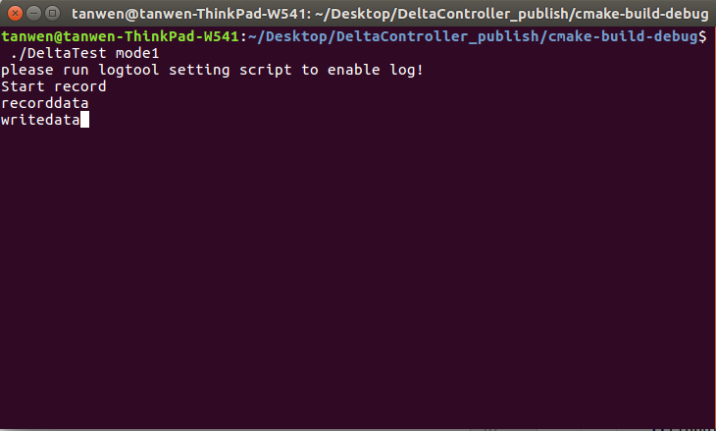 tanwen@tanwen-ThinkPad-W541: ~/Desktop/DeltaController_publish/cmake-build-debug
tanwen@tanwen-ThinkPad-W541:~/Desktop/DeltaController_publish/cmake-build-debug$
./DeltaTest mode1
please run logtool setting script to enable log!
Start record
recorddata
writedata